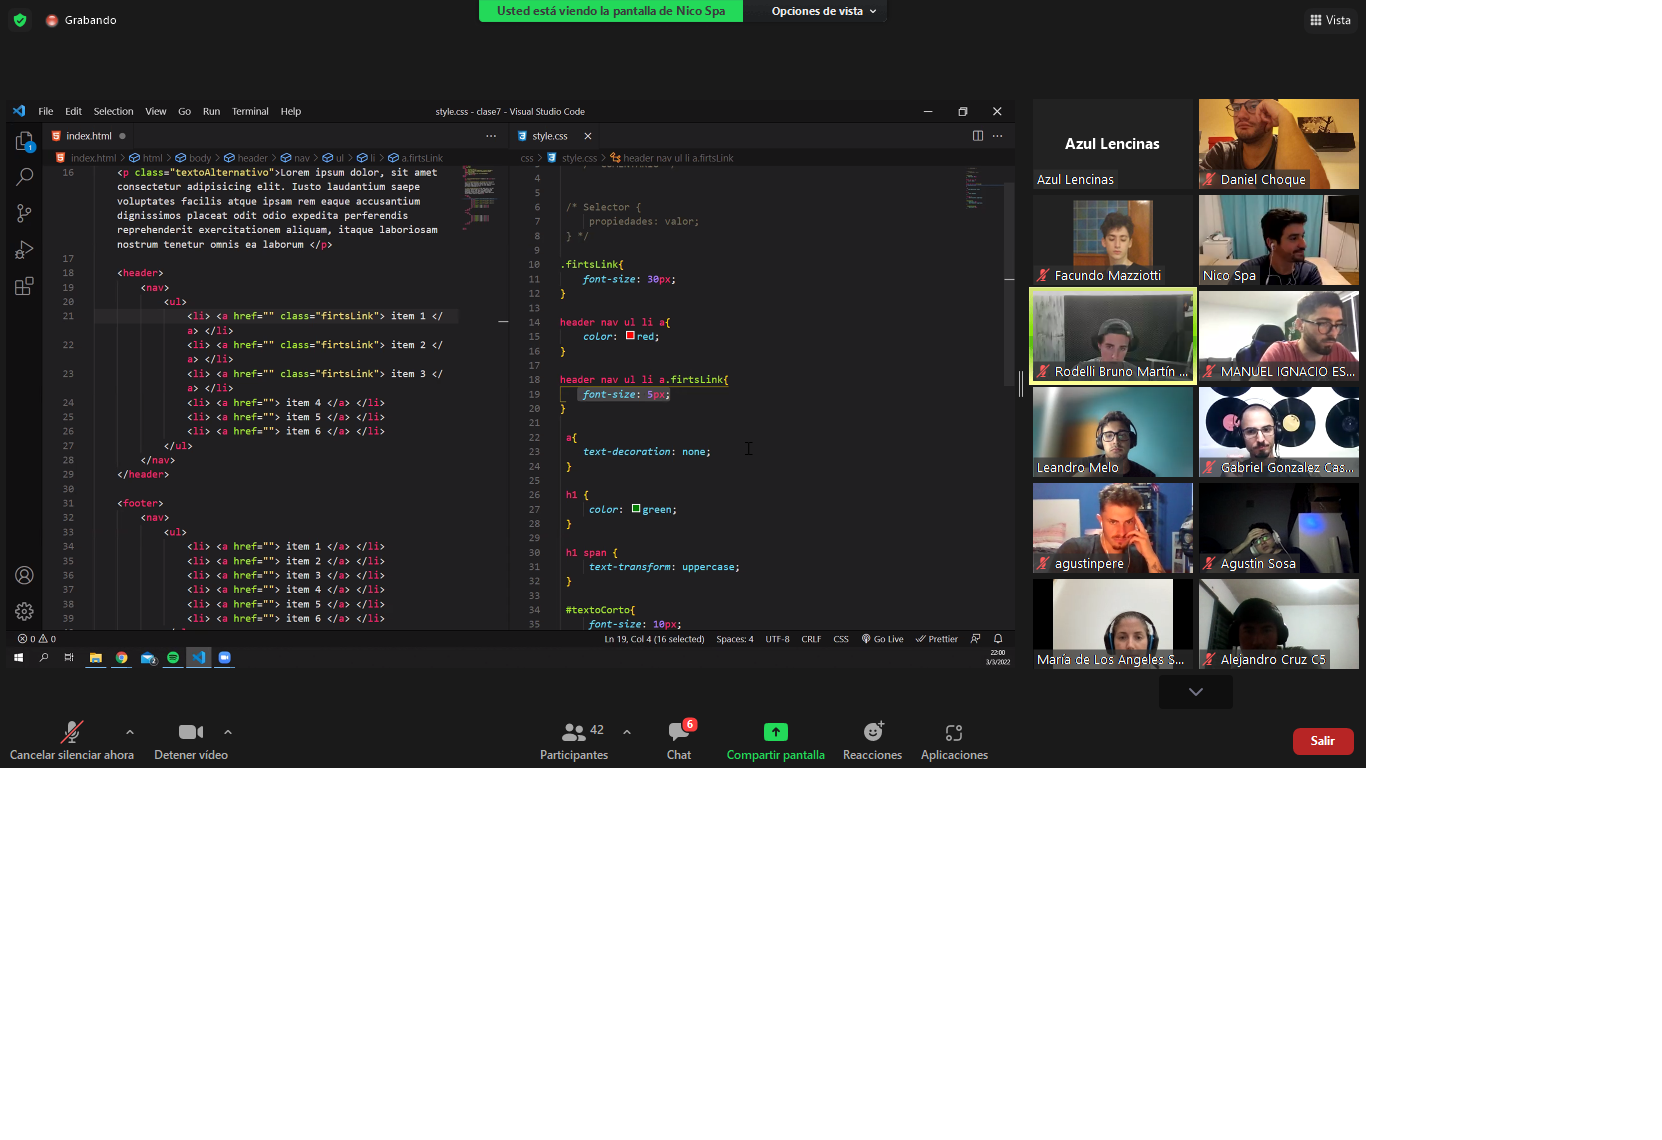 Grabando
Usted está viendo la pantalla de Nico Spa
Opciones de vista
Vista
File Edit Selection View Go Run Terminal Help
style.css - clase7 - Visual Studio Code
index.html
index.html > html > body > header > nav > ul > li > a.firtsLink
16 <p class="textoAlternativo">Lorem ipsum dolor, sit amet
consectetur adipisicing elit. Iusto laudantium saepe
voluptates facilis atque ipsam rem eaque accusantium
dignissimos placeat odit odio expedita perferendis
reprehenderit exercitationem aliquam, itaque laboriosam
nostrum tenetur omnis ea laborum </p>
17
18 <header>
19 <nav>
20 <ul>
21 <li> <a href="" class="firtsLink"> item 1 </
a> </li>
22 <li> <a href="" class="firtsLink"> item 2 </
a> </li>
23 <li> <a href="" class="firtsLink"> item 3 </
a> </li>
24 <li> <a href=""> item 4 </a> </li>
25 <li> <a href=""> item 5 </a> </li>
26 <li> <a href=""> item 6 </a> </li>
27 </ul>
28 </nav>
29 </header>
30
31 <footer>
32 <nav>
33 <ul>
34 <li> <a href=""> item 1 </a> </li>
35 <li> <a href=""> item 2 </a> </li>
36 <li> <a href=""> item 3 </a> </li>
37 <li> <a href=""> item 4 </a> </li>
38 <li> <a href=""> item 5 </a> </li>
39 <li> <a href=""> item 6 </a> </li>
style.css
css > style.css > header nav ul li a.firtsLink
4
5
6 /* Selector {
7 propiedades: valor;
8 } */
9
10 .firtsLink{
11 font-size: 30px;
12 }
13
14 header nav ul li a{
15 color: red;
16 }
17
18 header nav ul li a.firtsLink{
19 font-size: 5px;
20 }
21
22 a{
23 text-decoration: none;
24 }
25
26 h1 {
27 color: green;
28 }
29
30 h1 span {
31 text-transform: uppercase;
32 }
33
34 #textoCorto{
35 font-size: 10px;
1
0 0
Ln 19, Col 4 (16 selected) Spaces: 4 UTF-8 CRLF CSS Go Live Prettier
22:00
3/3/2022
Azul Lencinas
Azul Lencinas
Daniel Choque
Facundo Mazziotti
Nico Spa
Rodelli Bruno Martín ...
MANUEL IGNACIO ES...
Leandro Melo
Gabriel Gonzalez Cas...
agustinpere
Agustín Sosa
María de Los Angeles S...
Alejandro Cruz C5
Cancelar silenciar ahora
Detener vídeo
Participantes
42
Chat
6
Compartir pantalla
Reacciones
Aplicaciones
Salir